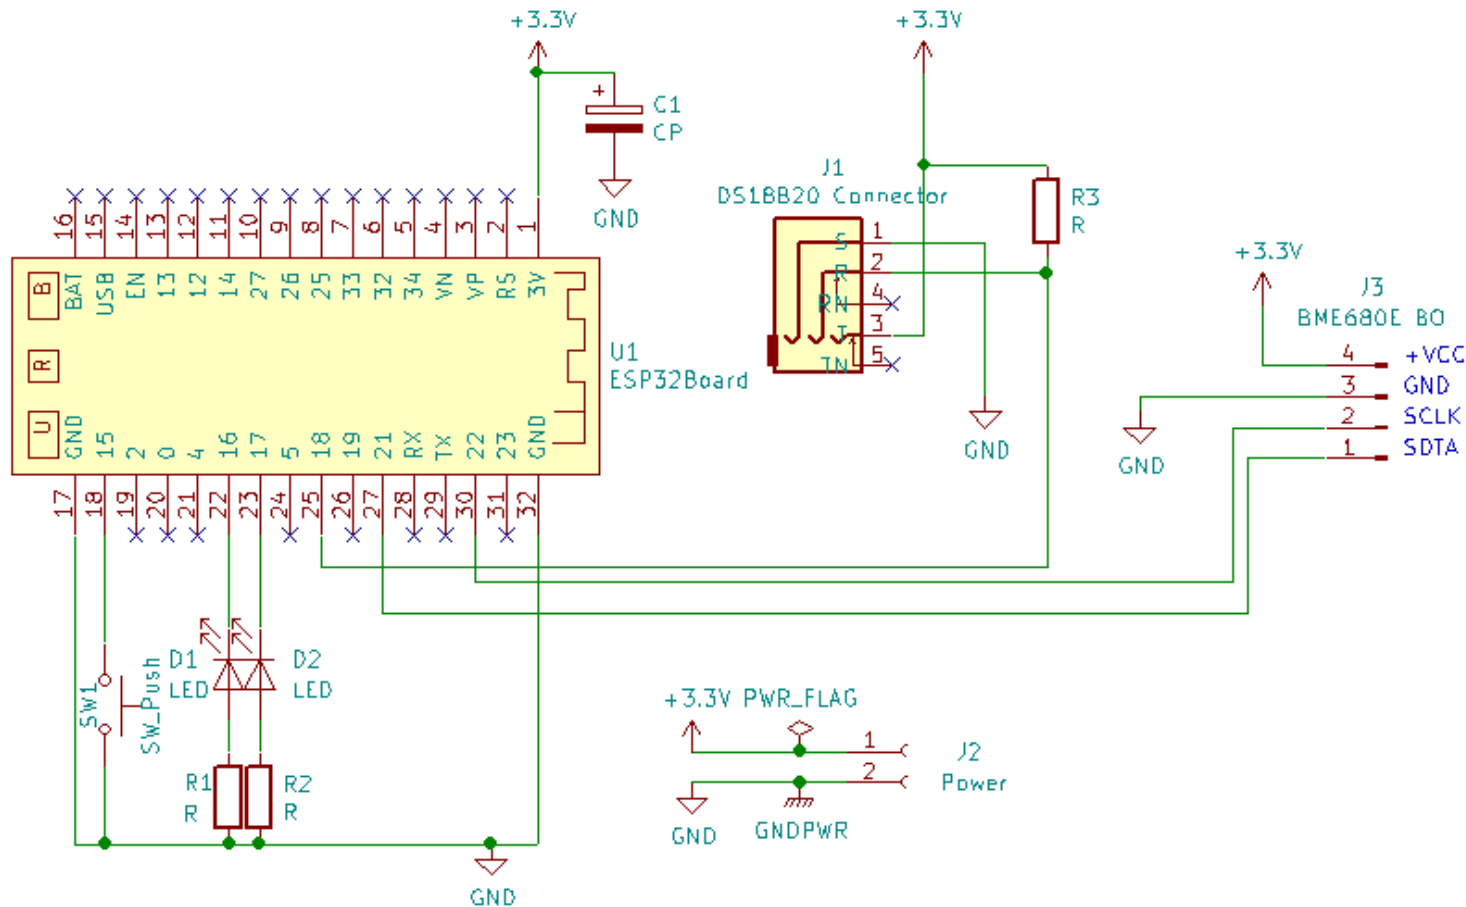 +3.3V
+3.3V
+
C1
CP
GND
J1
DS18B20 Connector
R3
R
16 15 14 13 12 11 10 9 8 7 6 5 4 3 2 1
BAT USB EN 13 12 14 27 26 25 33 32 34 VN VP RS 3V
B
R
U
U1
ESP32Board
GND 15 2 0 4 16 17 5 18 19 21 RX TX 22 23 GND
17 18 19 20 21 22 23 24 25 26 27 28 29 30 31 32
S 1
R 2
RN 4
T 3
TN 5
GND
+3.3V
J3
BME680E BO
4 +VCC
3 GND
2 SCLK
1 SDTA
GND
SW1
SW_Push
D1
LED
D2
LED
R1
R
R2
R
GND
+3.3V PWR_FLAG
1
2
J2
Power
GND
GNDPWR